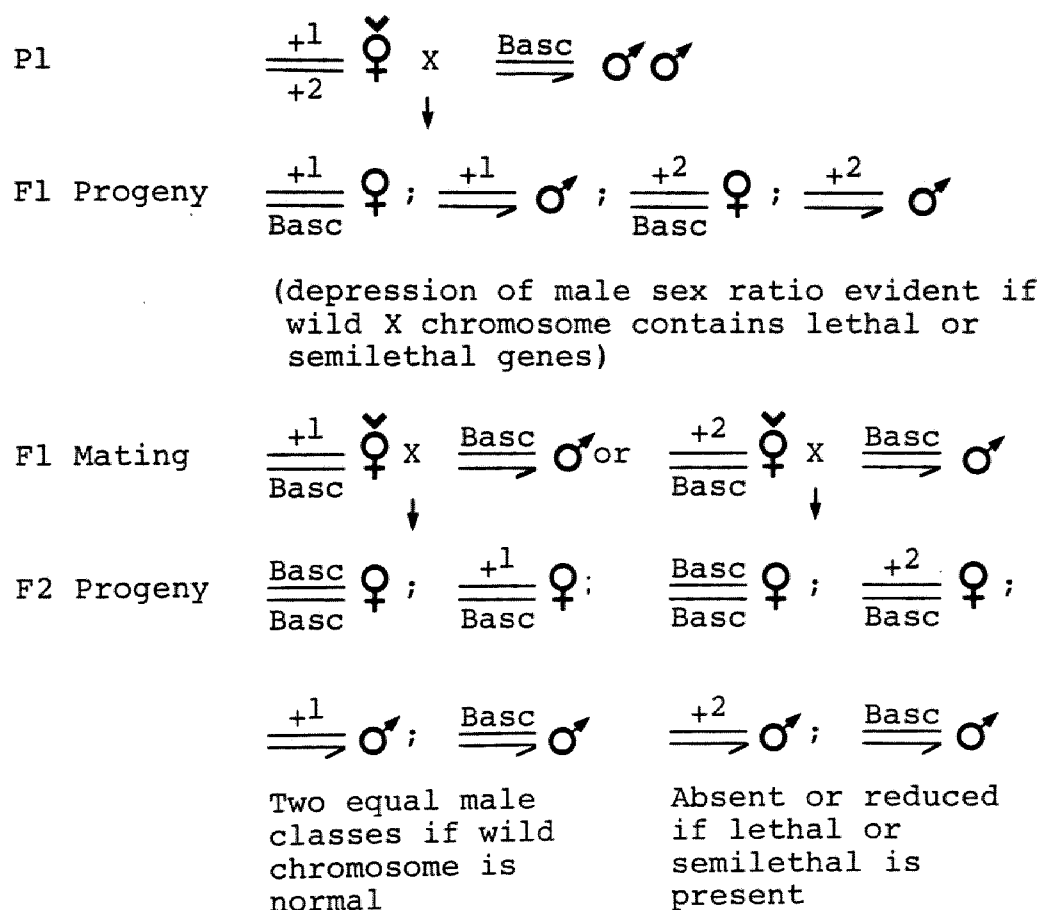 P1 +1 +2 ☿ X Basc ♂♂
F1 Progeny +1 Basc ♀ ; +1 ♂ ; +2 Basc ♀ ; +2 ♂
(depression of male sex ratio evident if
wild X chromosome contains lethal or
semilethal genes)
F1 Mating +1 Basc ☿ X Basc ♂ or +2 Basc ☿ X Basc ♂
F2 Progeny Basc Basc ♀ ; +1 Basc ♀ ; Basc Basc ♀ ; +2 Basc ♀ ;
+1 ♂ ; Basc ♂ +2 ♂ ; Basc ♂
Two equal male
classes if wild
chromosome is
normal
Absent or reduced
if lethal or
semilethal is
present